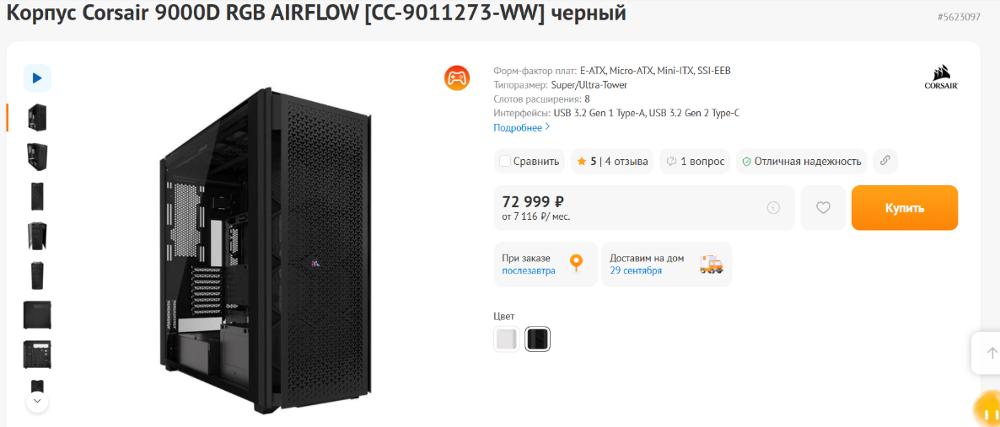 Корпус Corsair 9000D RGB AIRFLOW [CC-9011273-WW] черный
#5623097
Форм-фактор плат: E-ATX, Micro-ATX, Mini-ITX, SSI-EEB
Типоразмер: Super/Ultra-Tower
Слотов расширения: 8
Интерфейсы: USB 3.2 Gen 1 Type-A, USB 3.2 Gen 2 Type-C
Подробнее
CORSAIR
Сравнить
5 | 4 отзыва
1 вопрос
Отличная надежность
72 999 ₽
от 7 116 ₽/ мес.
Купить
При заказе
послезавтра
Доставим на дом
29 сентября
Цвет